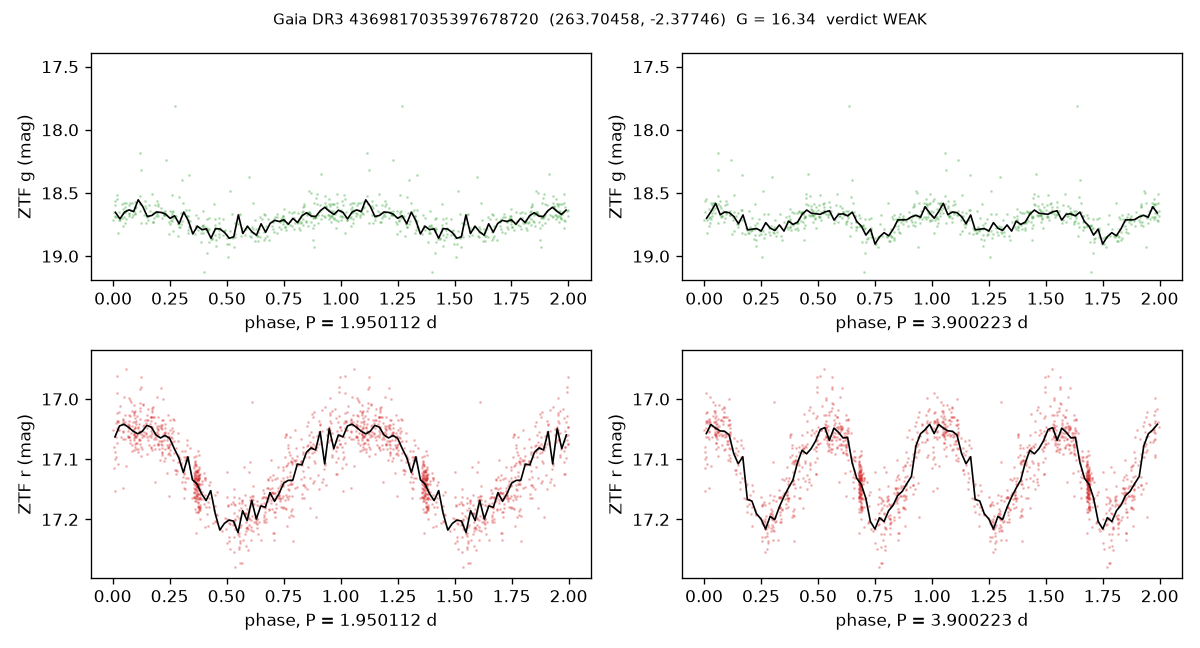 Gaia DR3 4369817035397678720 (263.70458, -2.37746) G = 16.34 verdict WEAK
ZTF g (mag)
17.5
18.0
18.5
19.0
0.00 0.25 0.50 0.75 1.00 1.25 1.50 1.75 2.00
phase, P = 1.950112 d
ZTF g (mag)
17.5
18.0
18.5
19.0
0.00 0.25 0.50 0.75 1.00 1.25 1.50 1.75 2.00
phase, P = 3.900223 d
ZTF r (mag)
17.0
17.1
17.2
0.00 0.25 0.50 0.75 1.00 1.25 1.50 1.75 2.00
phase, P = 1.950112 d
ZTF r (mag)
17.0
17.1
17.2
0.00 0.25 0.50 0.75 1.00 1.25 1.50 1.75 2.00
phase, P = 3.900223 d